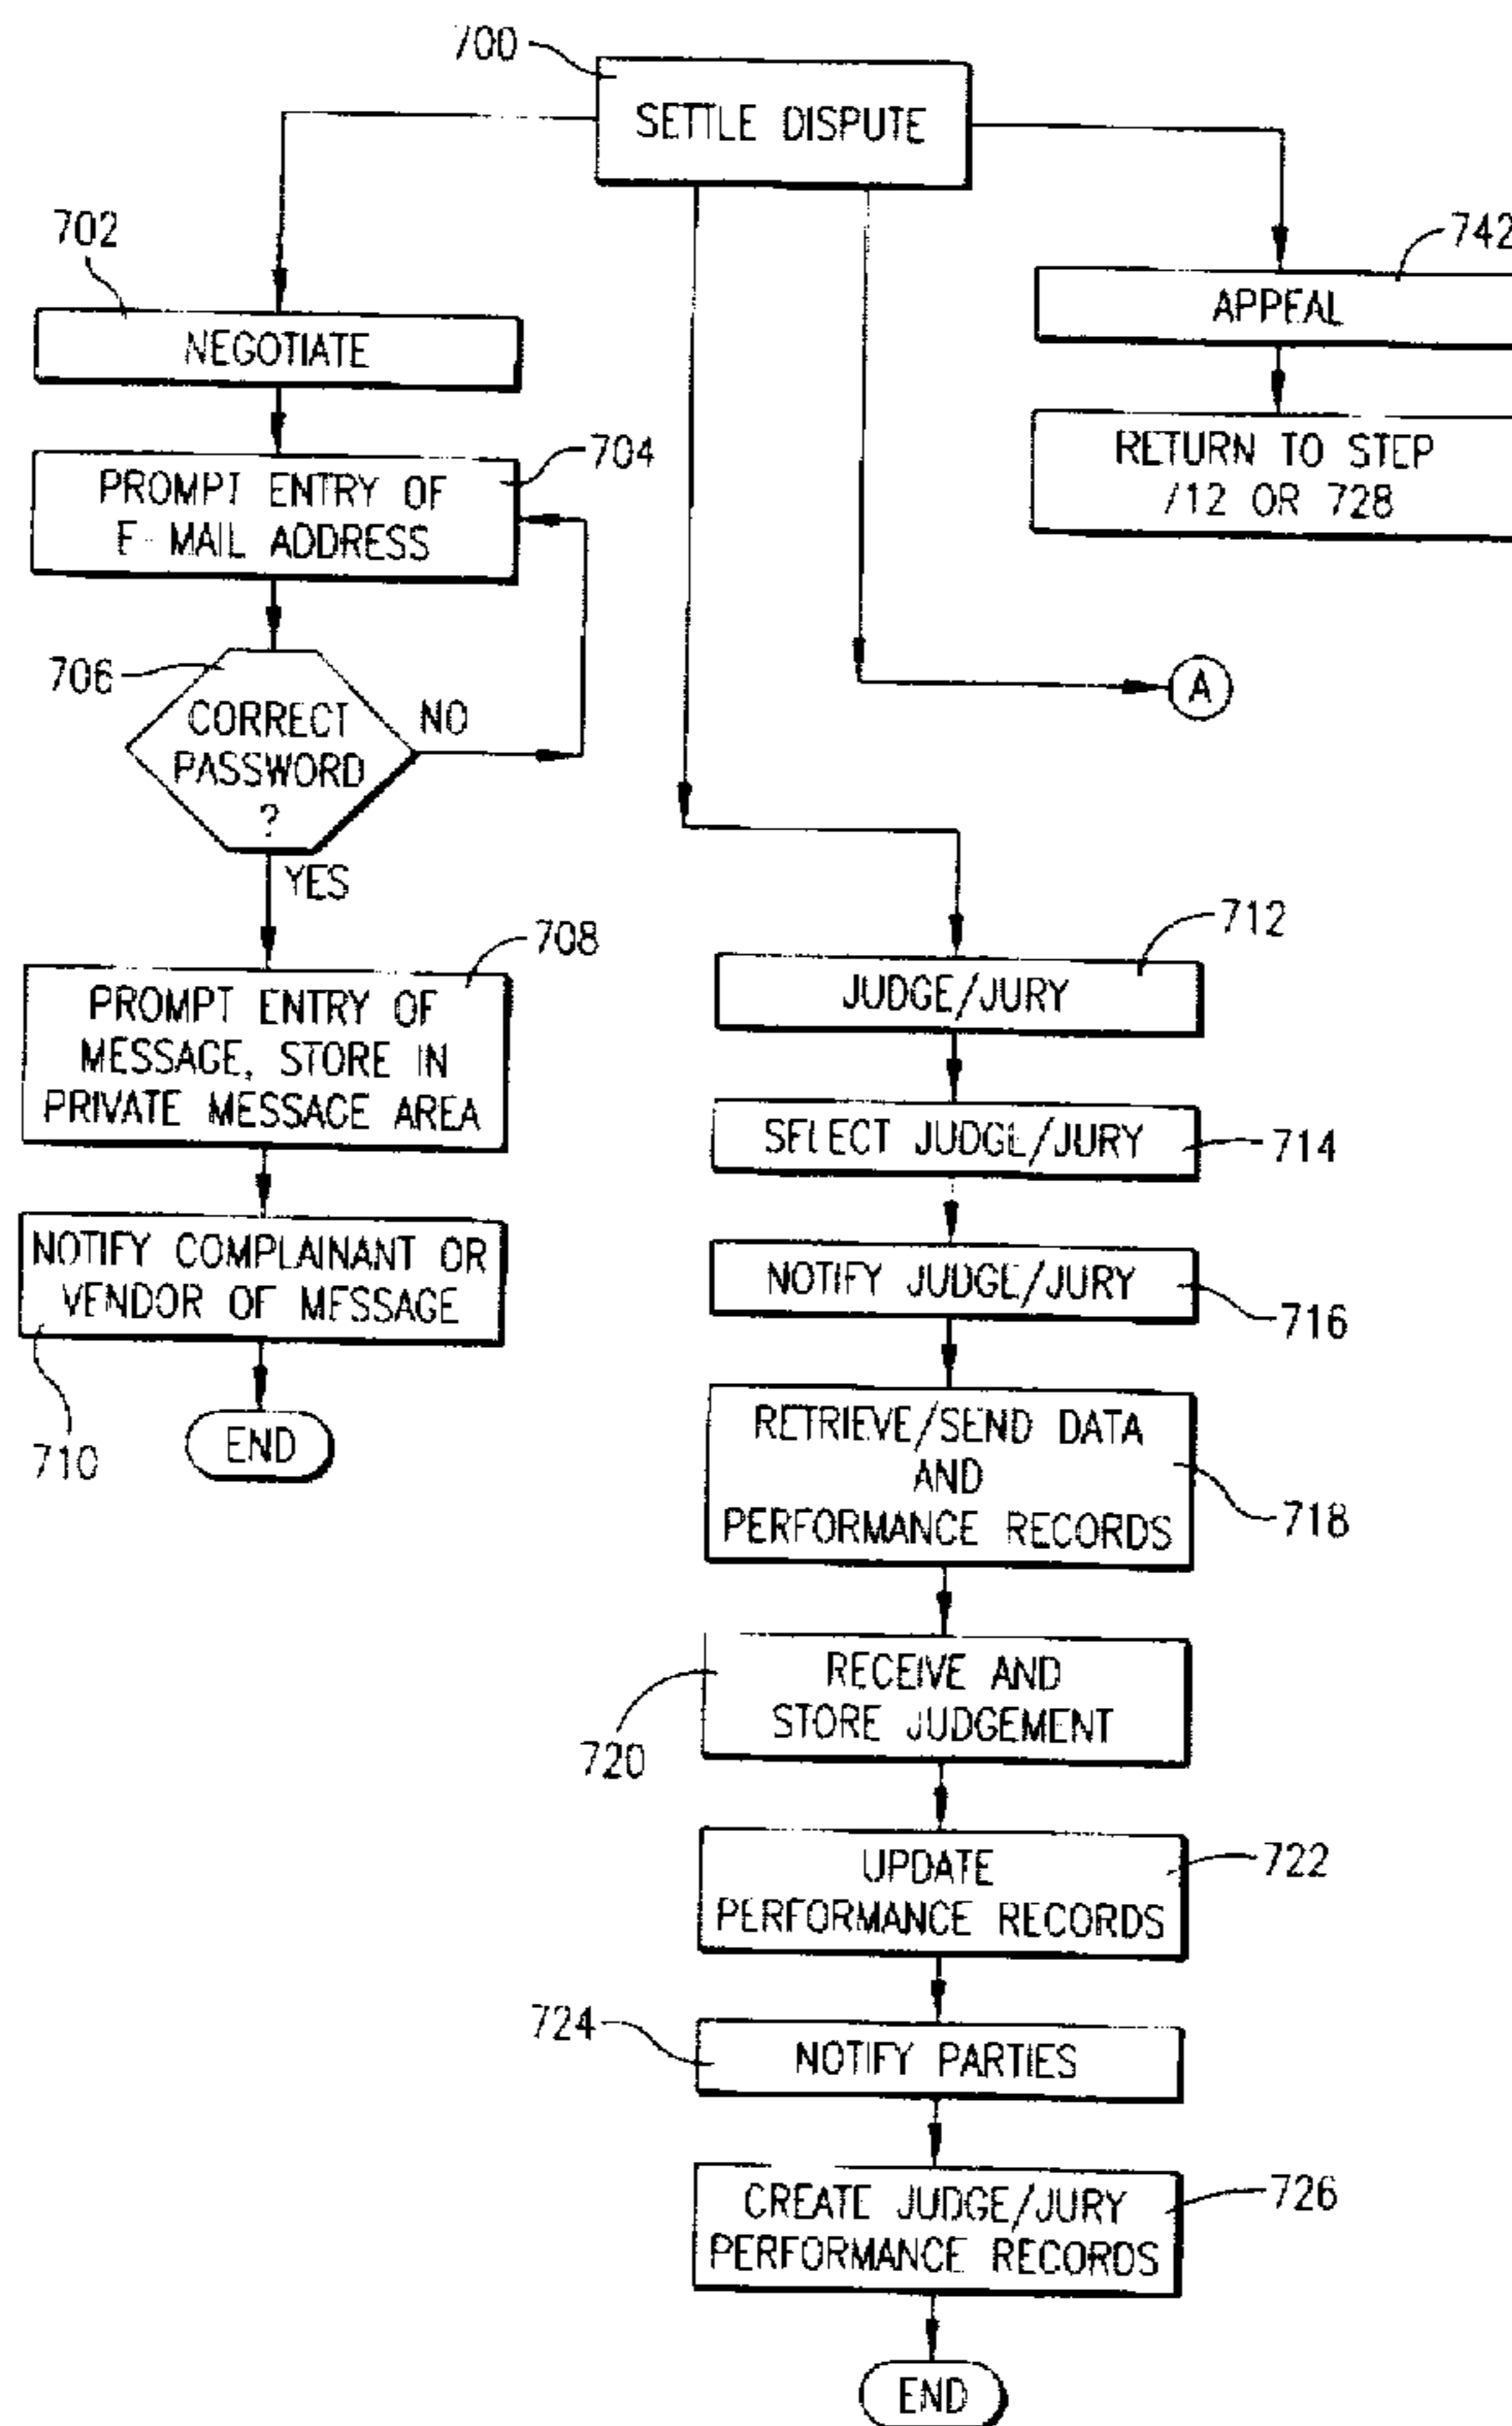 700
SETTLE DISPUTE
702
NEGOTIATE
742
APPEAL
RETURN TO STEP
712 OR 728
704
PROMPT ENTRY OF
E-MAIL ADDRESS
706
CORRECT
PASSWORD
?
NO
YES
A
708
PROMPT ENTRY OF
MESSAGE, STORE IN
PRIVATE MESSAGE AREA
NOTIFY COMPLAINANT OR
VENDOR OF MESSAGE
710
END
712
JUDGE/JURY
SELECT JUDGE/JURY
714
NOTIFY JUDGE/JURY
716
RETRIEVE/SEND DATA
AND
PERFORMANCE RECORDS
718
RECEIVE AND
STORE JUDGEMENT
720
UPDATE
PERFORMANCE RECORDS
722
724
NOTIFY PARTIES
CREATE JUDGE/JURY
PERFORMANCE RECORDS
726
END